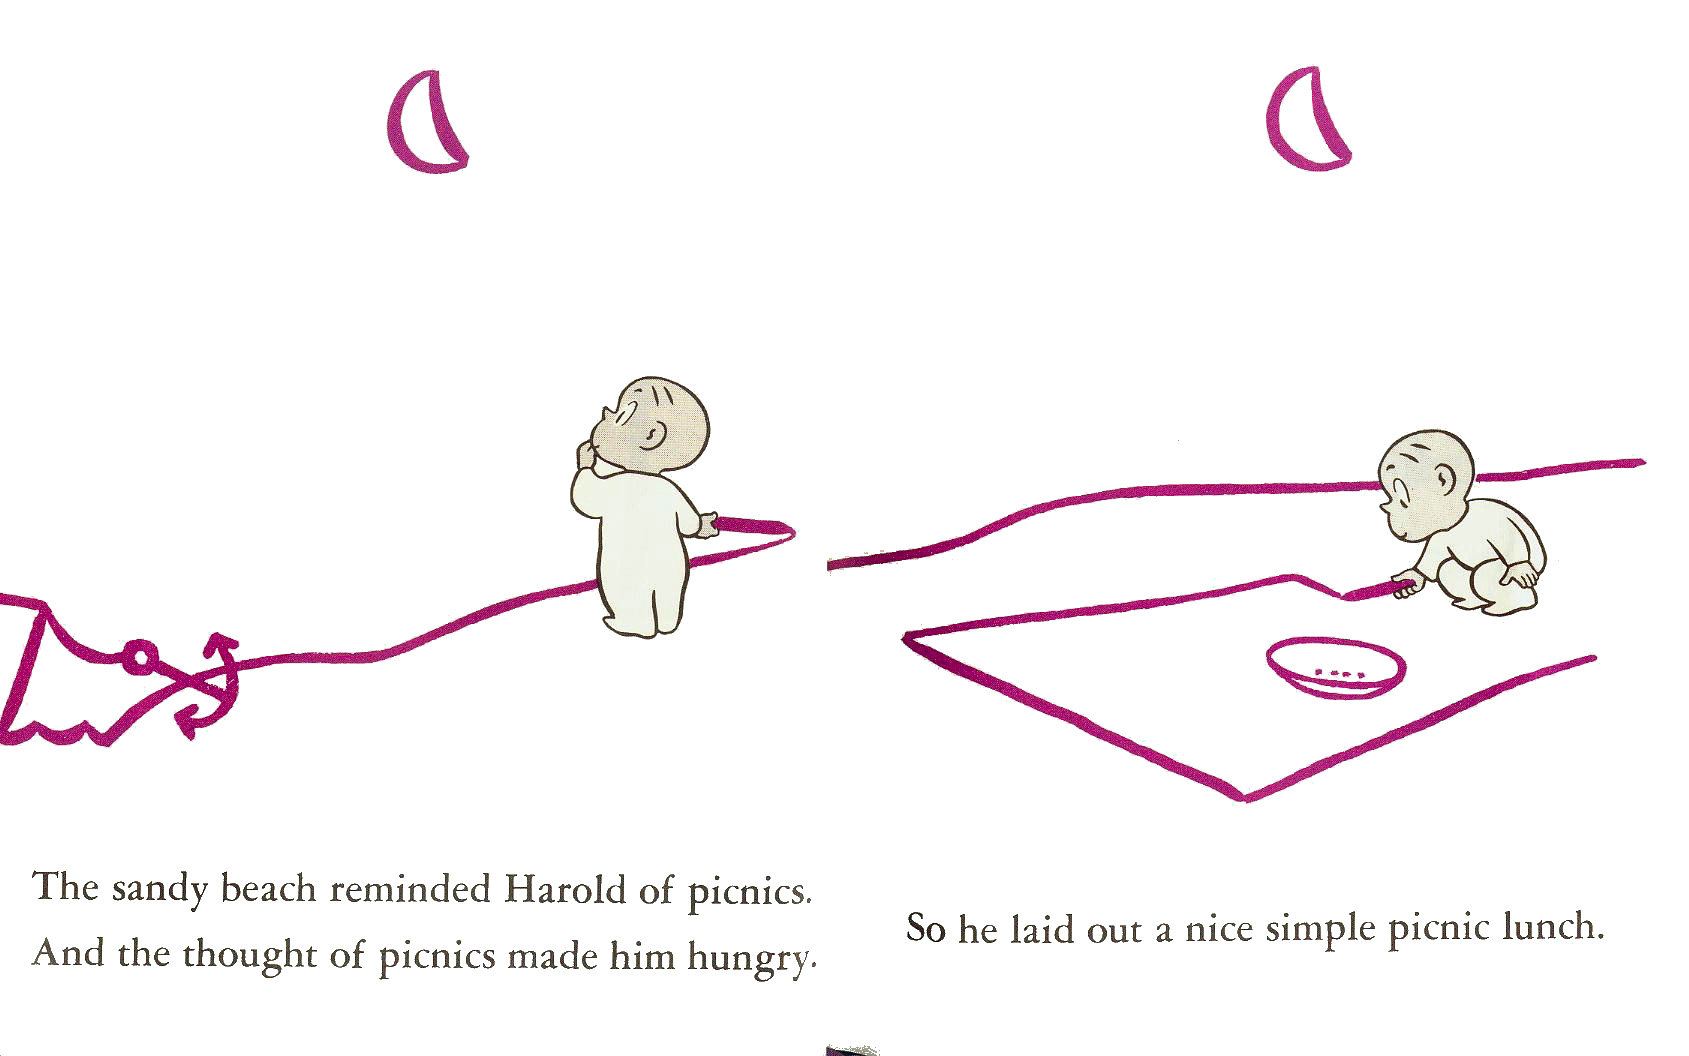 The sandy beach reminded Harold of picnics.
And the thought of picnics made him hungry.
So he laid out a nice simple picnic lunch.